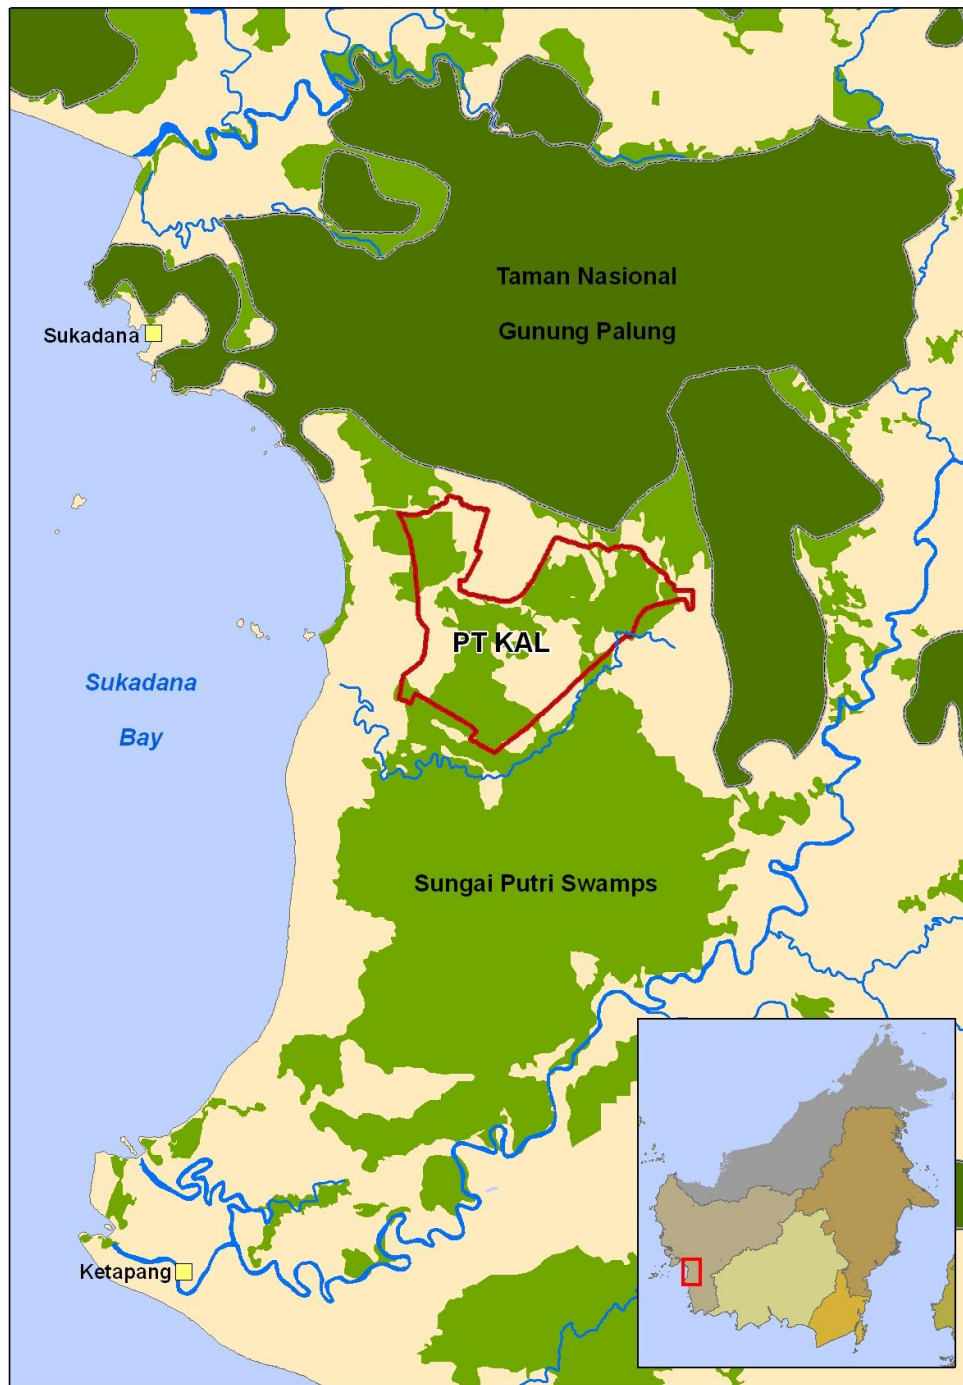 Taman Nasional
Gunung Palung
Sukadana
PT KAL
Sukadana
Bay
Sungai Putri Swamps
Ketapang